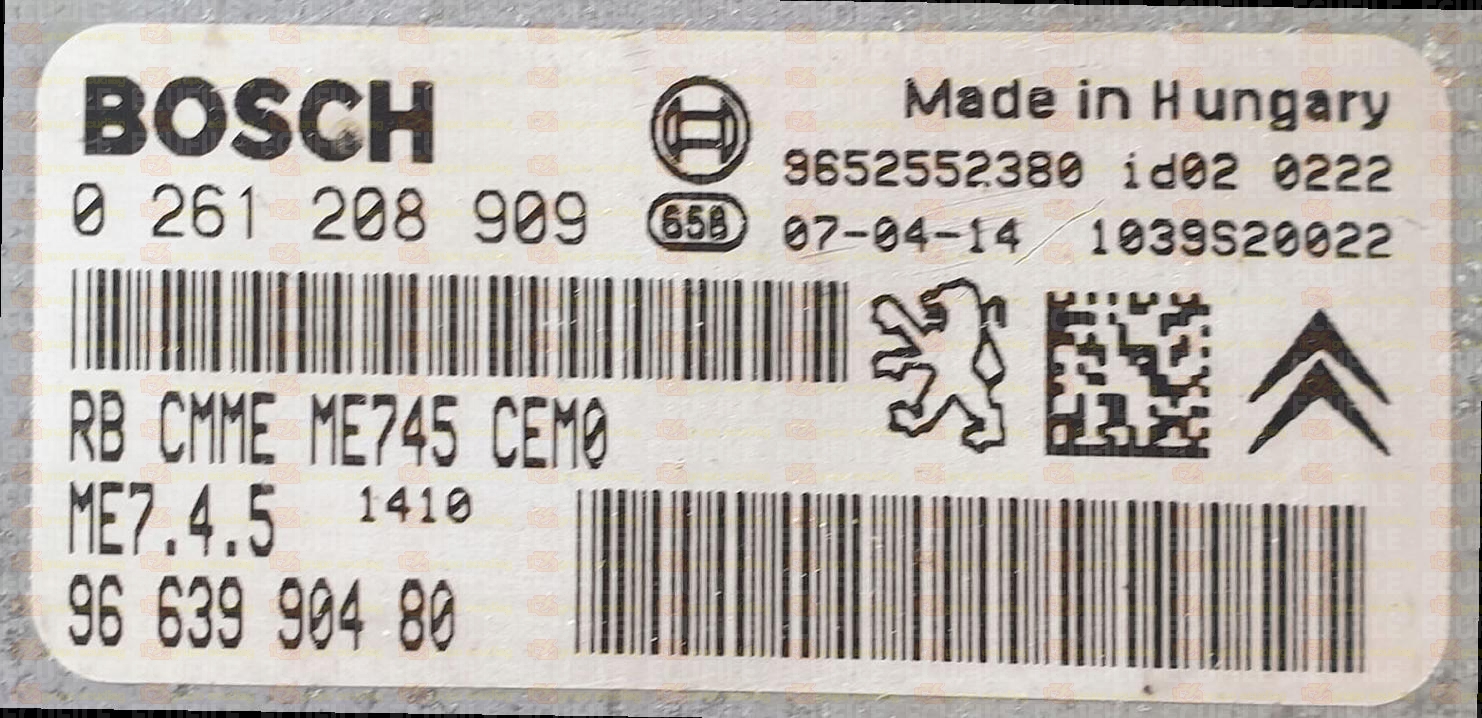 BOSCH
Made in Hungary
9652552380 id02 0222
0 261 208 909
658
07-04-14 1039S20022
RB CMME ME745 CEM0
ME7.4.5 1410
96 639 904 80